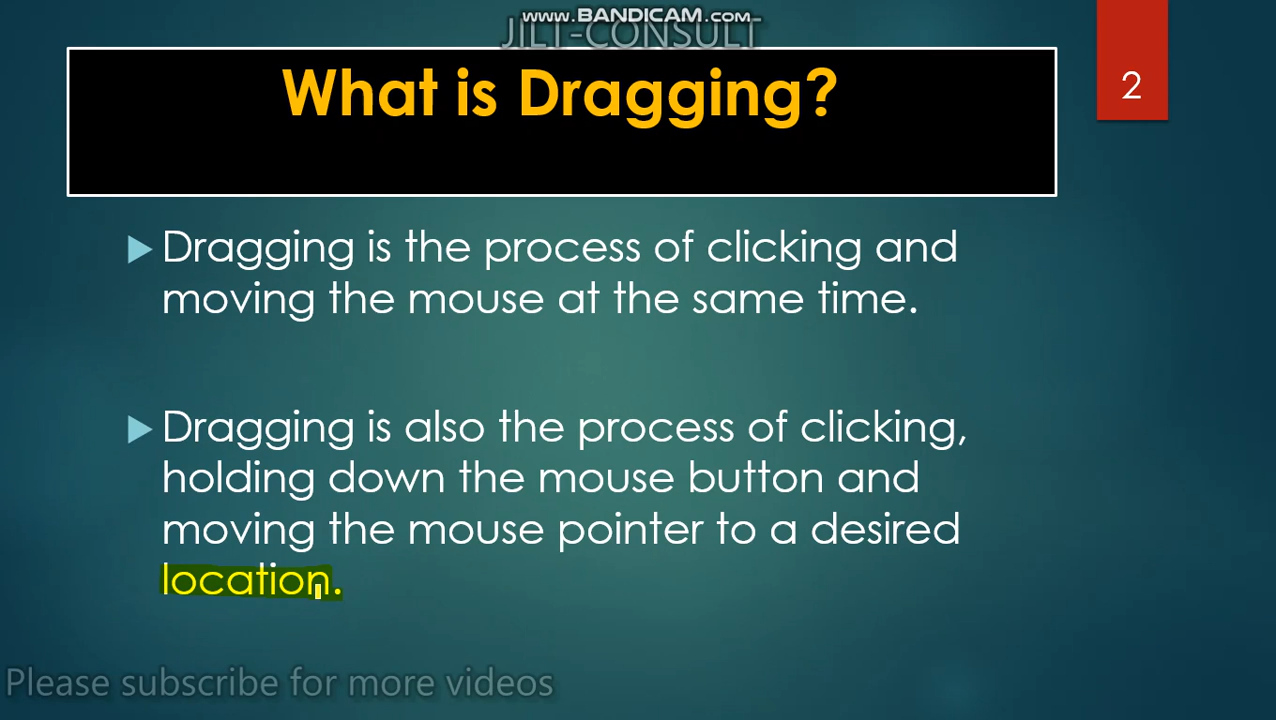 www.BANDICAM.com
JILT-CONSULT
What is Dragging?
2
Dragging is the process of clicking and
moving the mouse at the same time.
Dragging is also the process of clicking,
holding down the mouse button and
moving the mouse pointer to a desired
location.
Please subscribe for more videos